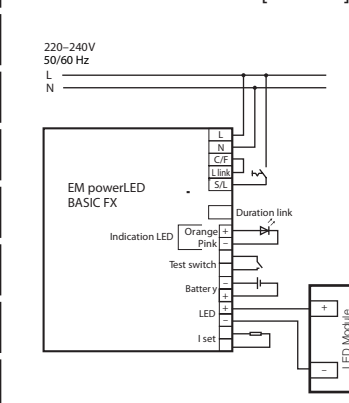 220–240V
50/60 Hz
L
N
L
N
C/F
L link
S/L
EM powerLED
BASIC FX
Duration link
Indication LED
Orange +
Pink –
Test switch
Battery
–
+
LED
+
–
I set
+
–
LED Module